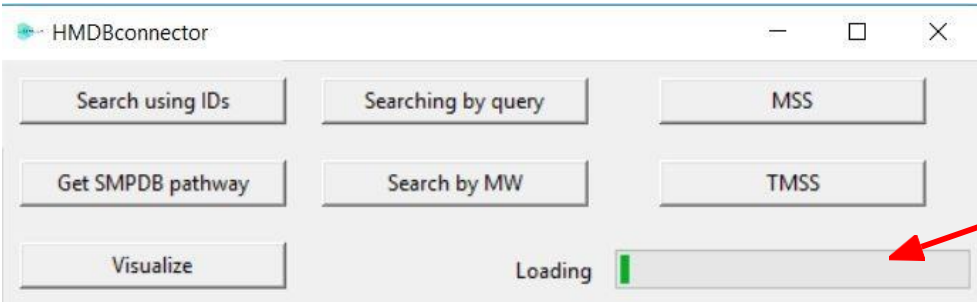 HMDBconnector
Search using IDs
Searching by query
MSS
Get SMPDB pathway
Search by MW
TMSS
Visualize
Loading